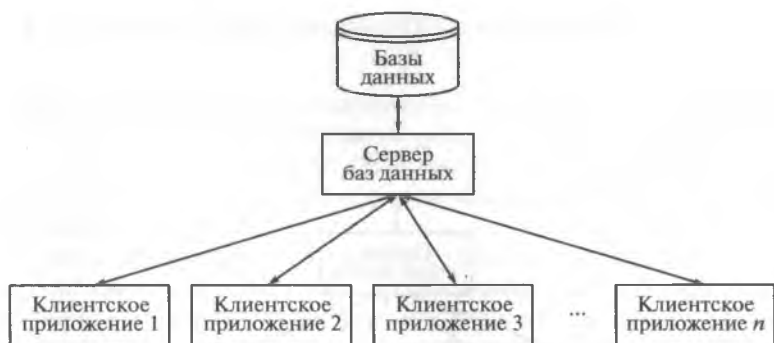 Базы
данных
Сервер
баз данных
Клиентское
приложение 1
Клиентское
приложение 2
Клиентское
приложение 3
...
Клиентское
приложение n